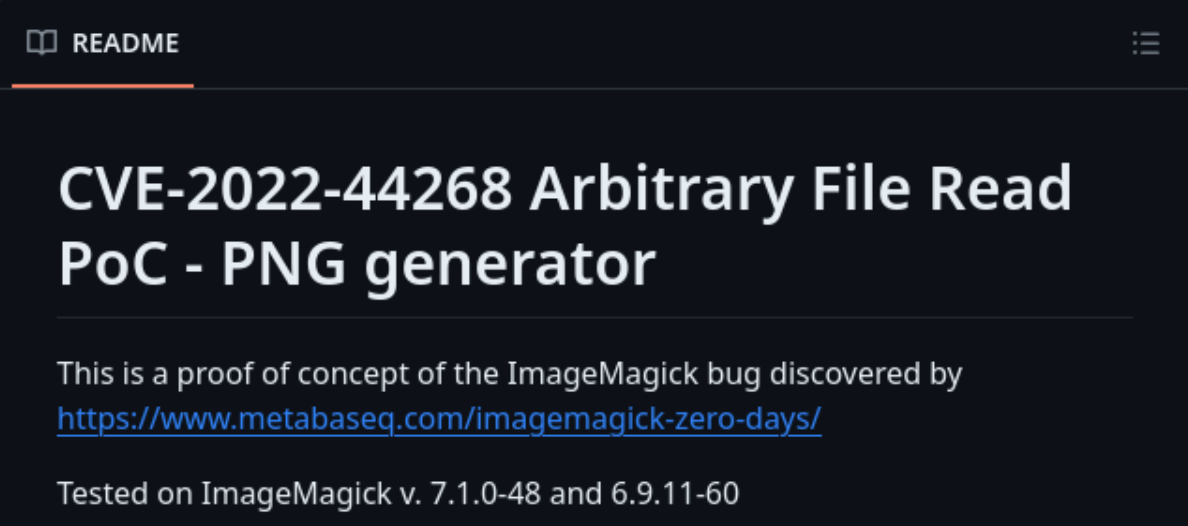 README
CVE-2022-44268 Arbitrary File Read
PoC - PNG generator
This is a proof of concept of the ImageMagick bug discovered by
https://www.metabaseq.com/imagemagick-zero-days/
Tested on ImageMagick v. 7.1.0-48 and 6.9.11-60